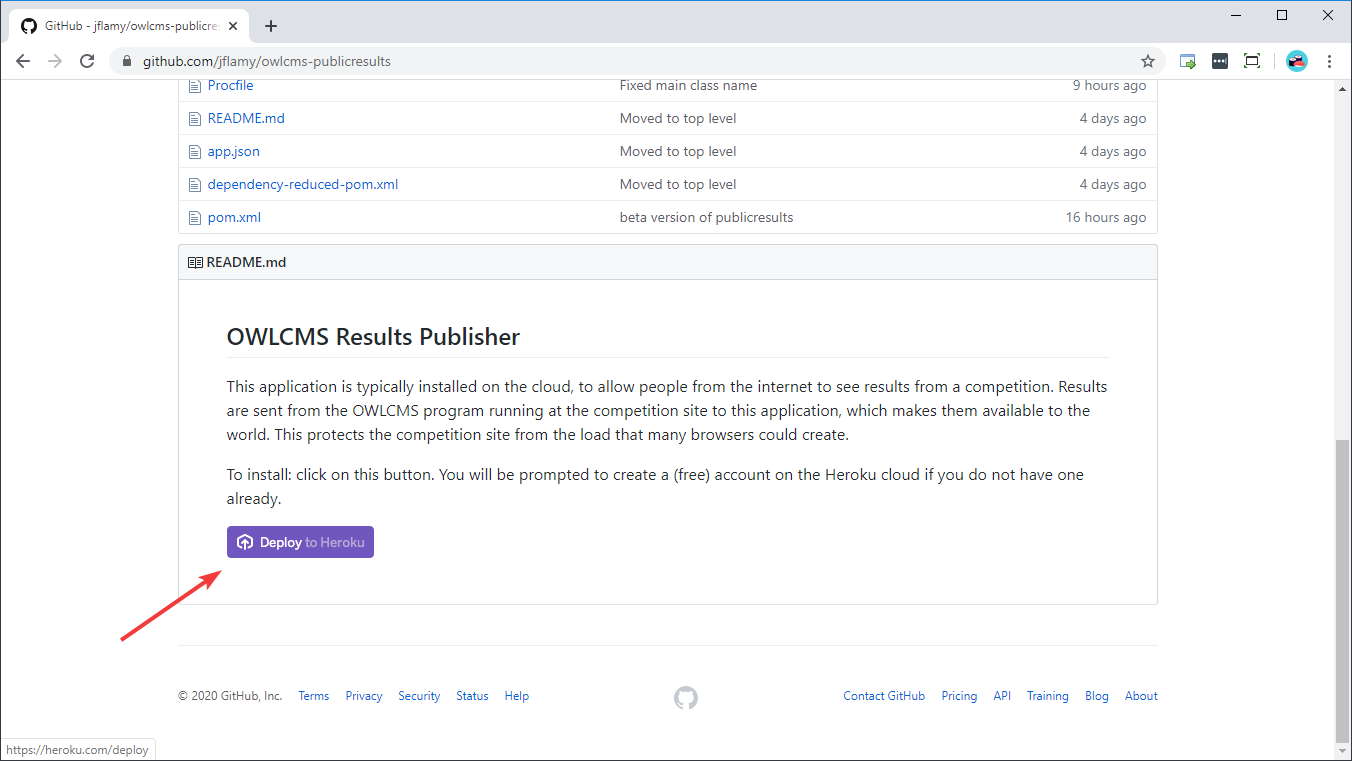 GitHub - jflamy/owlcms-publicres
github.com/jflamy/owlcms-publicresults
Procfile Fixed main class name 9 hours ago
README.md Moved to top level 4 days ago
app.json Moved to top level 4 days ago
dependency-reduced-pom.xml Moved to top level 4 days ago
pom.xml beta version of publicresults 16 hours ago
README.md
OWLCMS Results Publisher
This application is typically installed on the cloud, to allow people from the internet to see results from a competition. Results
are sent from the OWLCMS program running at the competition site to this application, which makes them available to the
world. This protects the competition site from the load that many browsers could create.
To install: click on this button. You will be prompted to create a (free) account on the Heroku cloud if you do not have one
already.
Deploy to Heroku
© 2020 GitHub, Inc. Terms Privacy Security Status Help Contact GitHub Pricing API Training Blog About
https://heroku.com/deploy